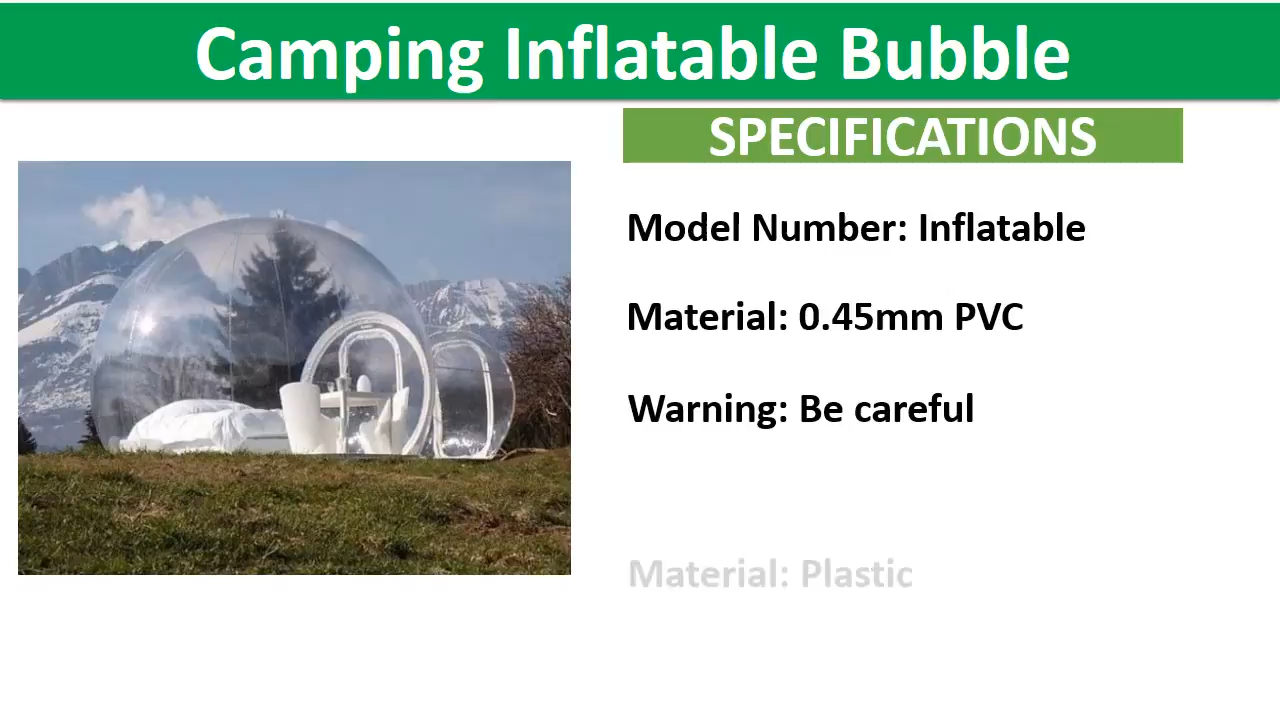 Camping Inflatable Bubble
SPECIFICATIONS
Model Number: Inflatable
Material: 0.45mm PVC
Warning: Be careful
Material: Plastic